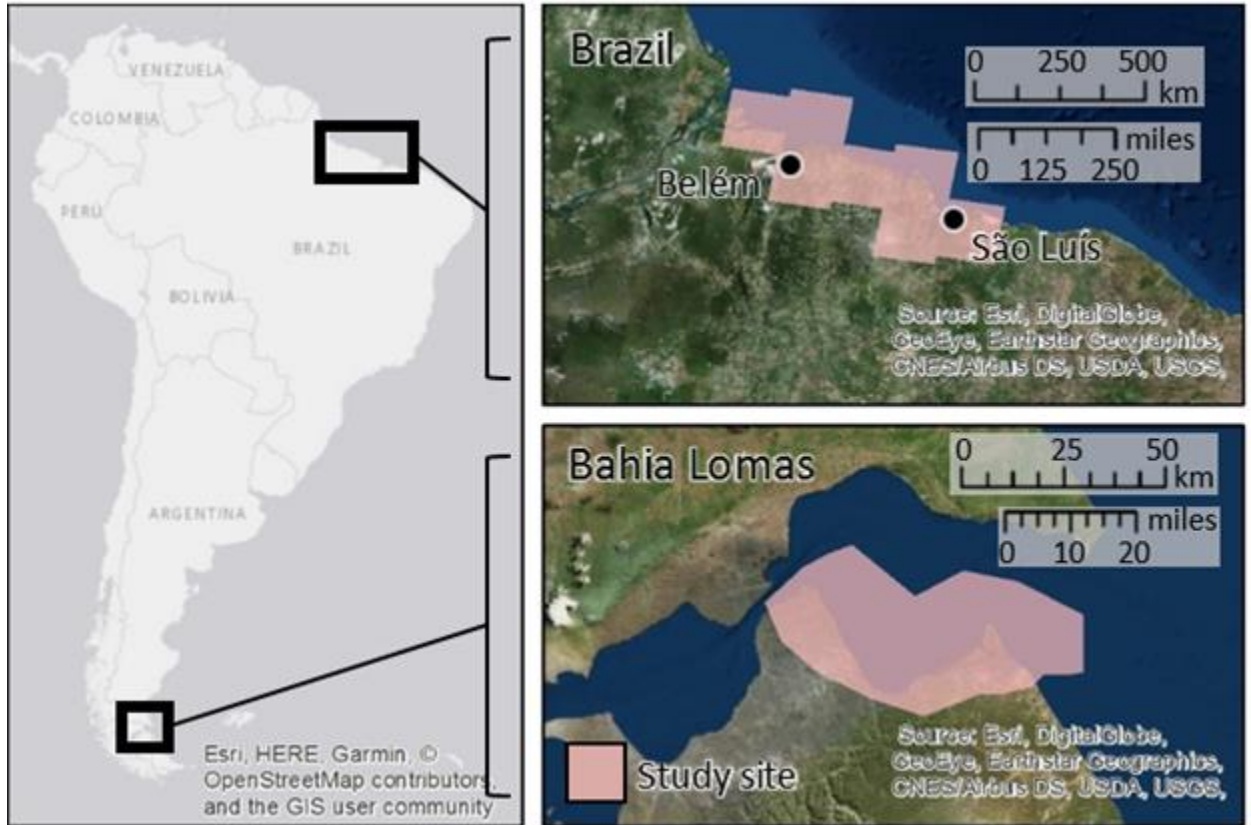 VENEZUELA
COLOMBIA
PERÚ
BRAZIL
BOLIVIA
ARGENTINA
Esri, HERE, Garmin, ©
OpenStreetMap contributors,
and the GIS user community
Brazil
0 250 500
km
miles
0 125 250
Belém
São Luís
Source: Esri, DigitalGlobe,
GeoEye, Earthstar Geographics,
CNES/Airbus DS, USDA, USGS,
Bahia Lomas
0 25 50
km
miles
0 10 20
Study site
Source: Esri, DigitalGlobe,
GeoEye, Earthstar Geographics,
CNES/Airbus DS, USDA, USGS,